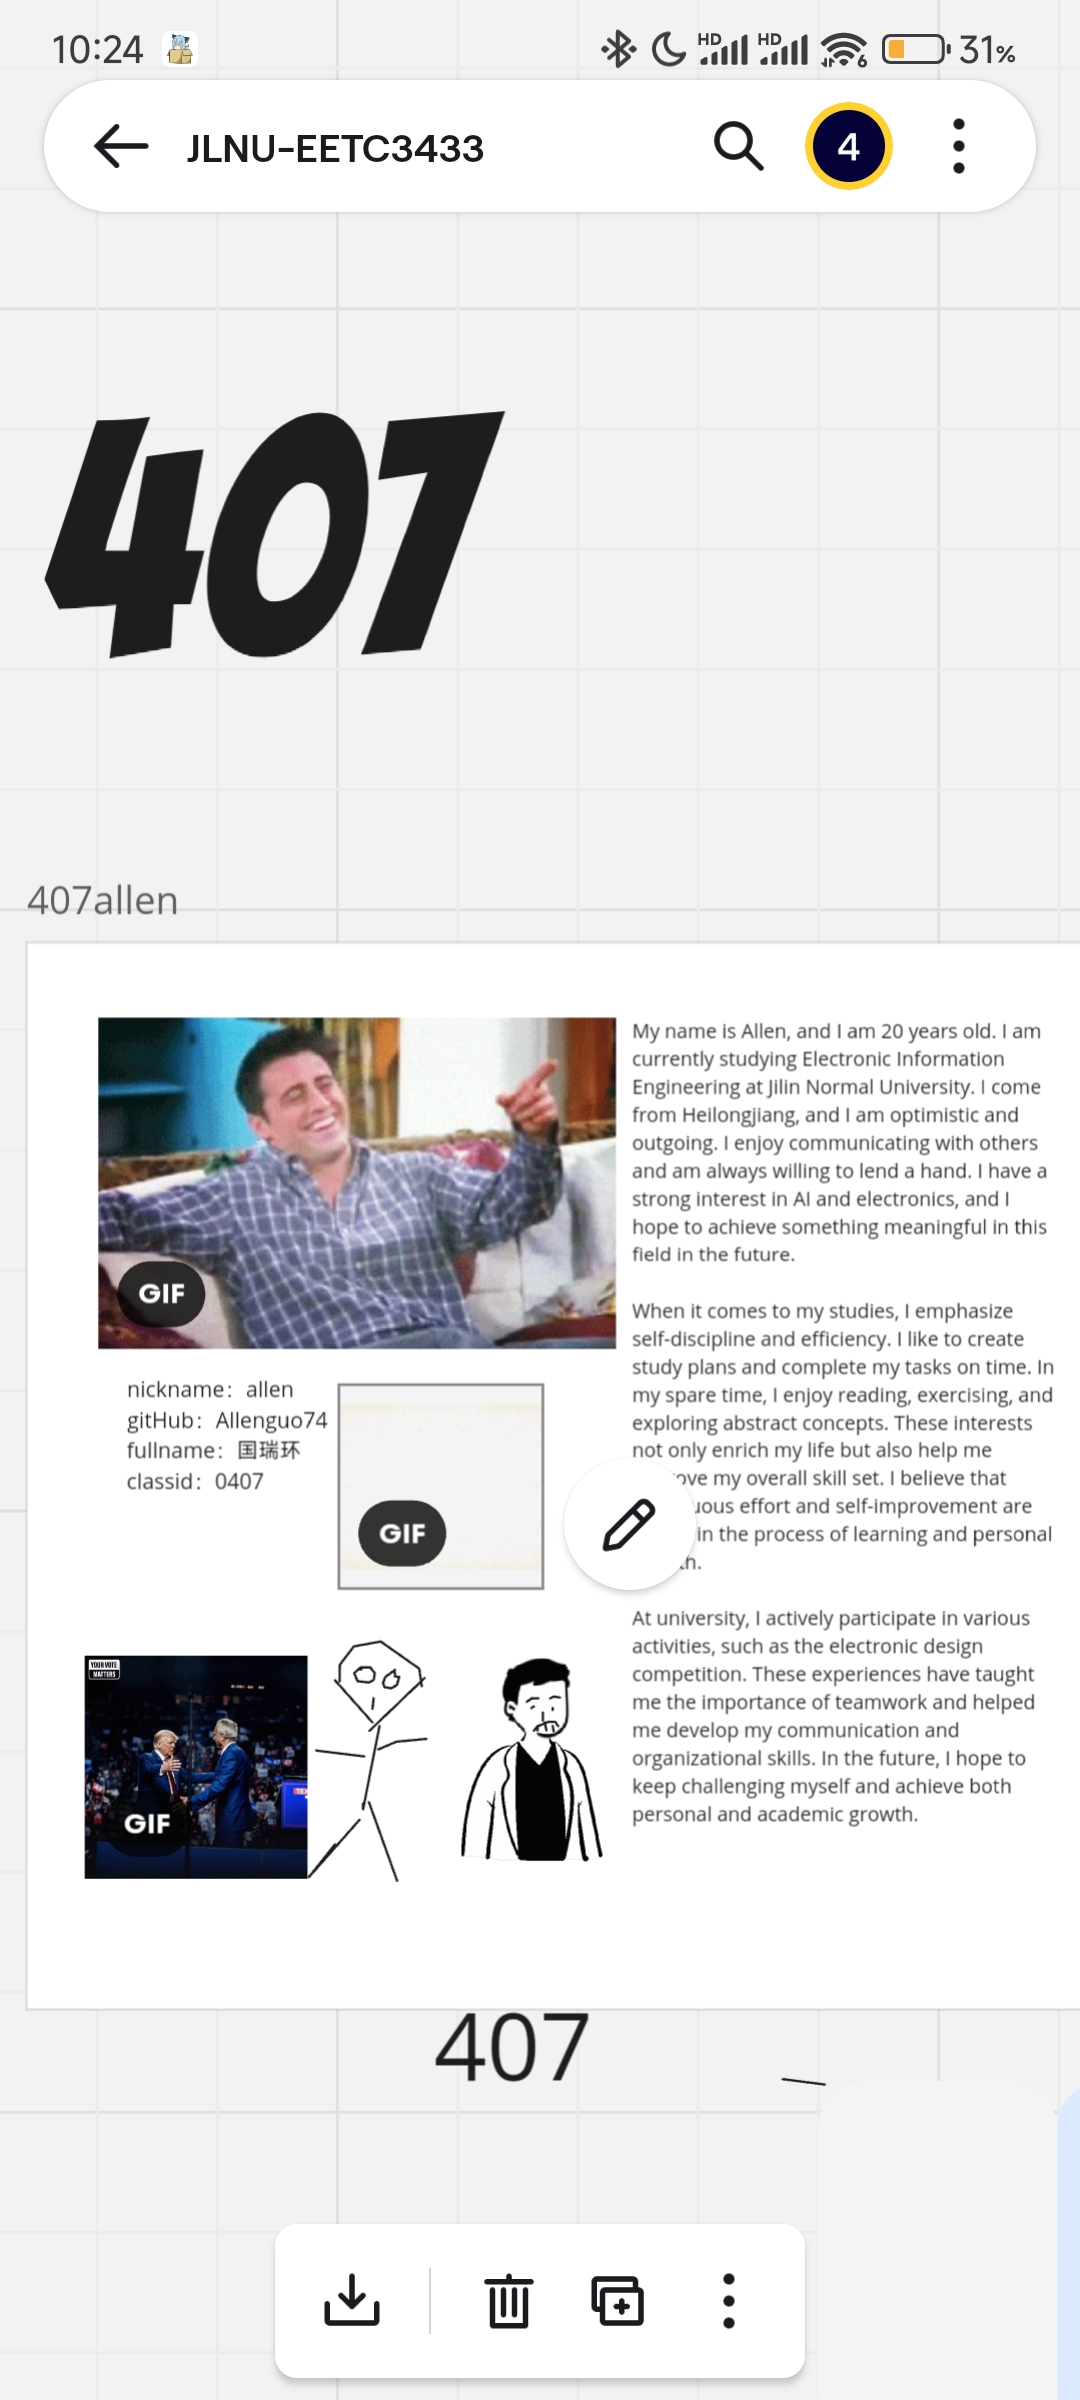 10:24
HD HD 6 31%
JLNU-EETC3433
4
407
407allen
GIF
My name is Allen, and I am 20 years old. I am
currently studying Electronic Information
Engineering at Jilin Normal University. I come
from Heilongjiang, and I am optimistic and
outgoing. I enjoy communicating with others
and am always willing to lend a hand. I have a
strong interest in AI and electronics, and I
hope to achieve something meaningful in this
field in the future.
nickname: allen
gitHub: Allenguo74
fullname: 国瑞环
classid: 0407
GIF
When it comes to my studies, I emphasize
self-discipline and efficiency. I like to create
study plans and complete my tasks on time. In
my spare time, I enjoy reading, exercising, and
exploring abstract concepts. These interests
not only enrich my life but also help me
my overall skill set. I believe that
effort and self-improvement are
in the process of learning and personal
YOUR VOTE
MATTERS
GIF
At university, I actively participate in various
activities, such as the electronic design
competition. These experiences have taught
me the importance of teamwork and helped
me develop my communication and
organizational skills. In the future, I hope to
keep challenging myself and achieve both
personal and academic growth.
407